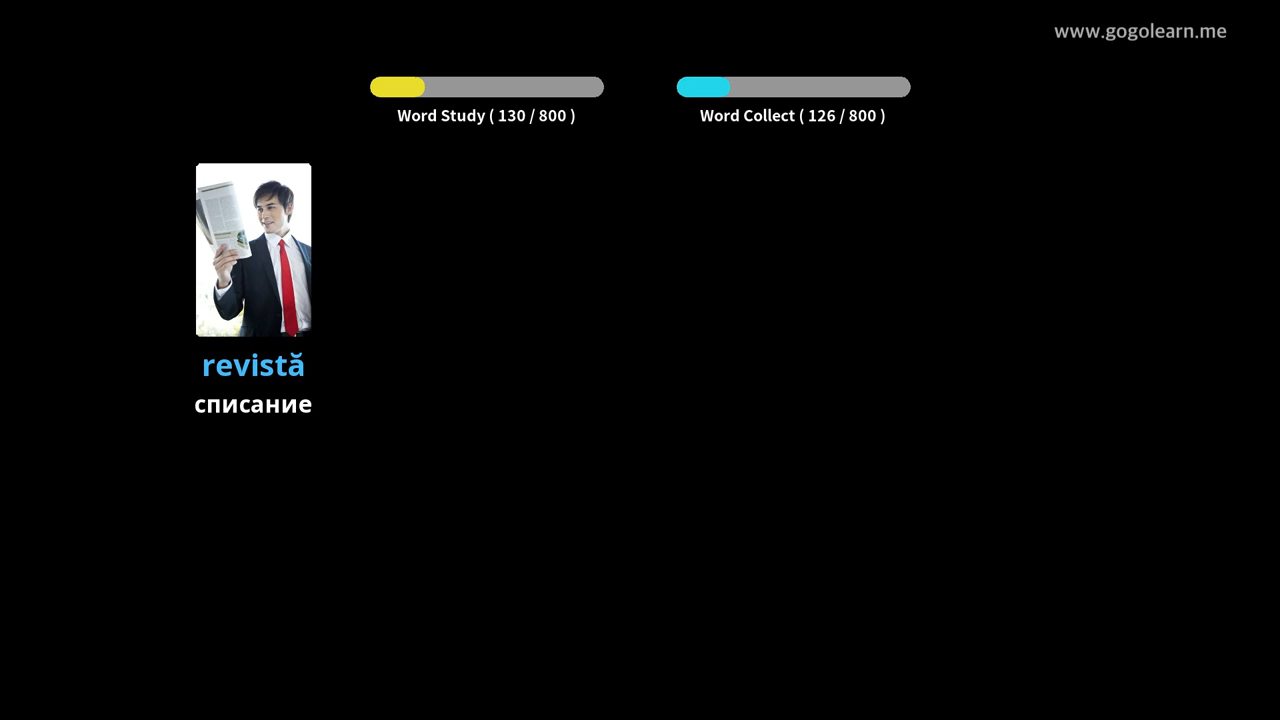 www.gogolearn.me
Word Study ( 130 / 800 )
Word Collect ( 126 / 800 )
revistă
списание